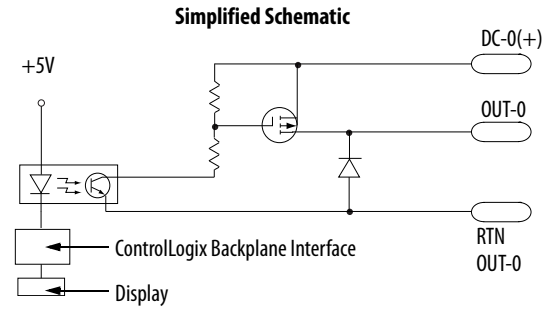 Simplified Schematic
DC-0(+)
+5V
OUT-0
RTN
OUT-0
ControlLogix Backplane Interface
Display